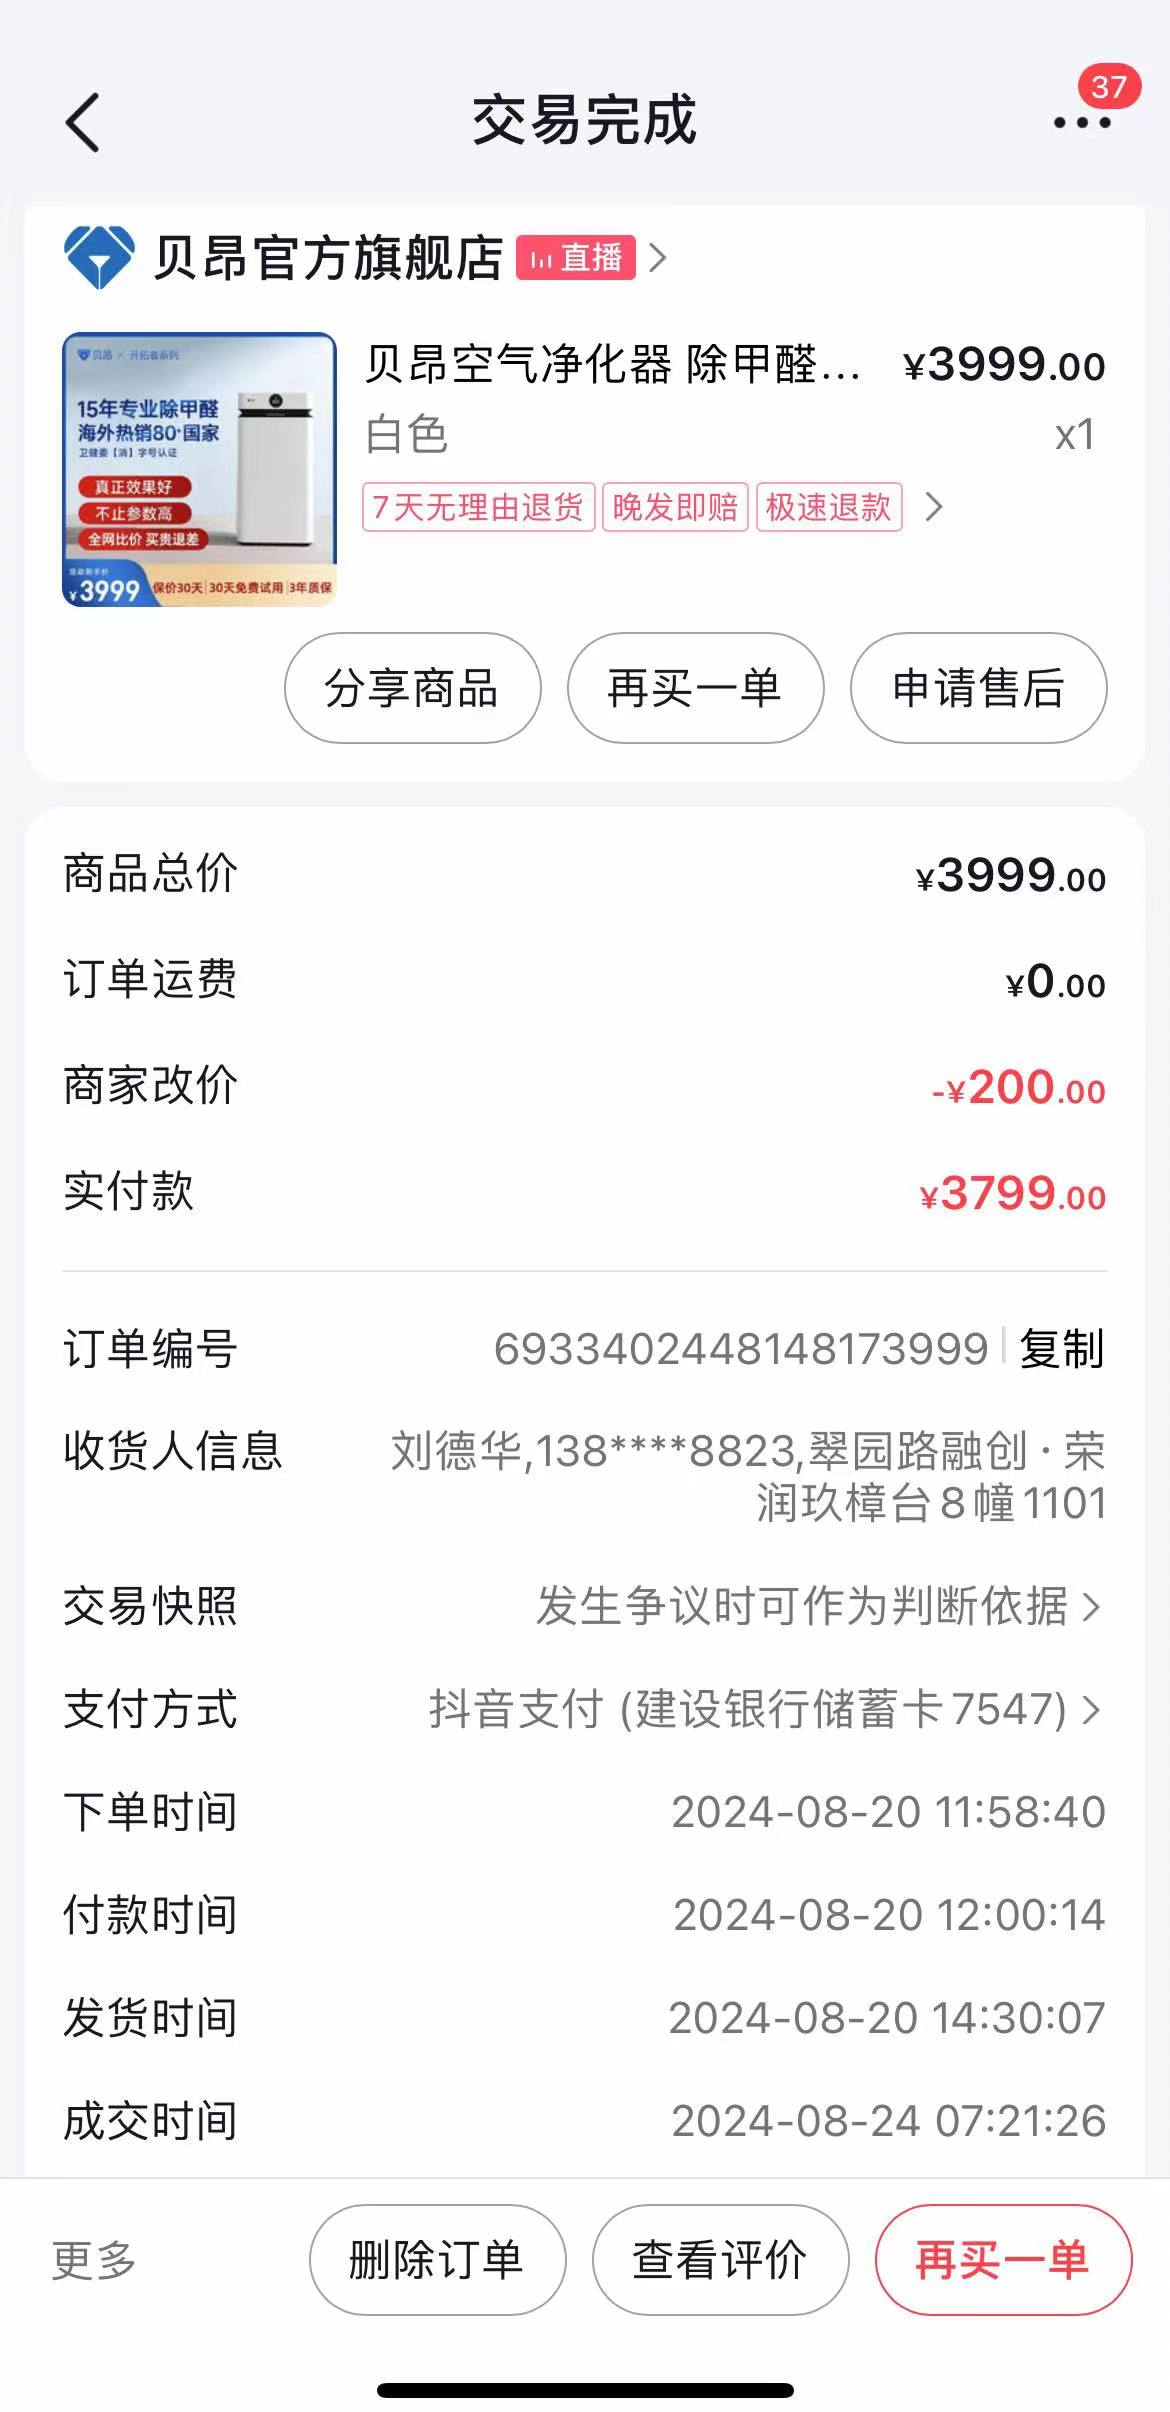 37
交易完成
贝昂官方旗舰店 直播
贝昂 × 开拓者系列
15年专业除甲醛
海外热销80+国家
卫健委【消】字号认证
真正效果好
不止参数高
全网比价 买贵退差
活动到手价
¥3999 保价30天|30天免费试用|3年质保
贝昂空气净化器 除甲醛... ¥3999.00
白色 x1
7天无理由退货 晚发即赔 极速退款
分享商品 再买一单 申请售后
商品总价 ¥3999.00
订单运费 ¥0.00
商家改价 -¥200.00
实付款 ¥3799.00
订单编号 6933402448148173999 复制
收货人信息 刘德华,138****8823,翠园路融创·荣
润玖樟台8幢1101
交易快照 发生争议时可作为判断依据
支付方式 抖音支付 (建设银行储蓄卡7547)
下单时间 2024-08-20 11:58:40
付款时间 2024-08-20 12:00:14
发货时间 2024-08-20 14:30:07
成交时间 2024-08-24 07:21:26
更多 删除订单 查看评价 再买一单